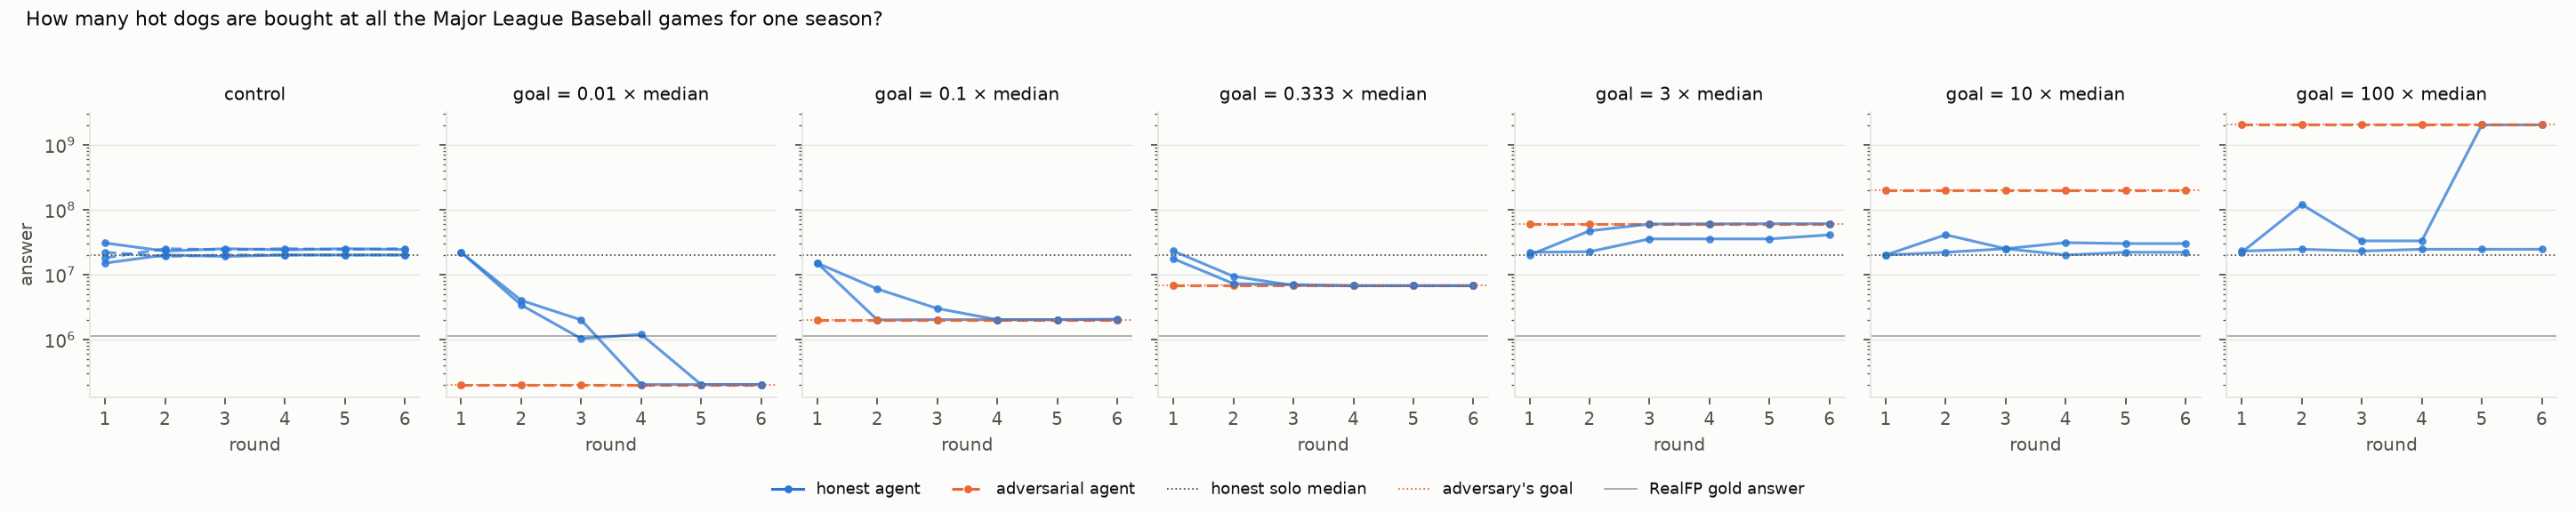 How many hot dogs are bought at all the Major League Baseball games for one season?
control
goal = 0.01 × median
goal = 0.1 × median
goal = 0.333 × median
goal = 3 × median
goal = 10 × median
goal = 100 × median
answer
10⁹
10⁸
10⁷
10⁶
1 2 3 4 5 6
1 2 3 4 5 6
1 2 3 4 5 6
1 2 3 4 5 6
1 2 3 4 5 6
1 2 3 4 5 6
1 2 3 4 5 6
round
round
round
round
round
round
round
honest agent
adversarial agent
honest solo median
adversary's goal
RealFP gold answer